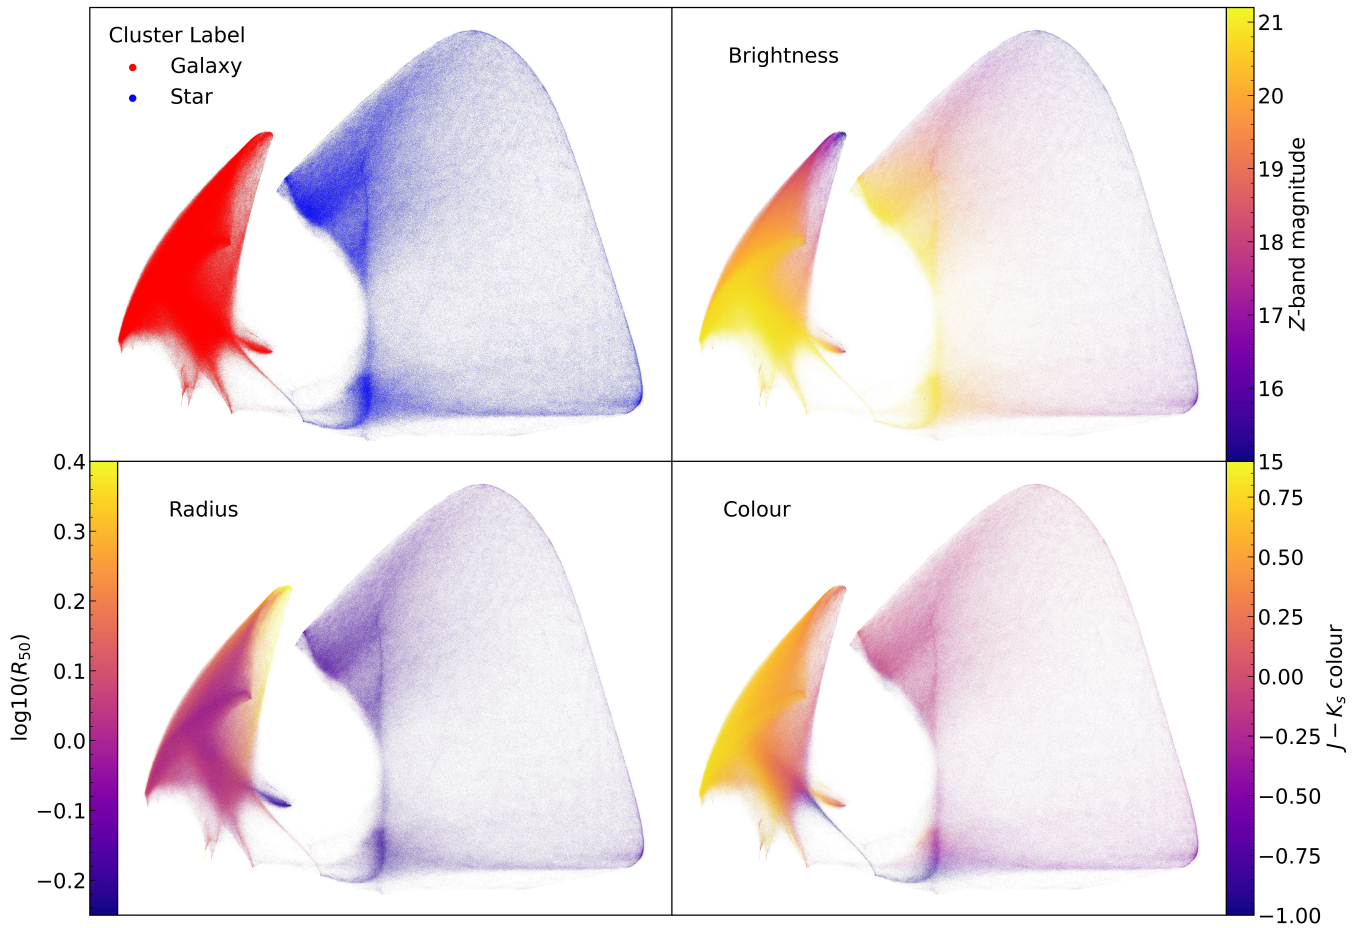 Cluster Label
Galaxy
Star
Brightness
21
20
19
18
17
16
15
Z-band magnitude
Radius
0.4
0.3
0.2
0.1
0.0
−0.1
−0.2
log10(R50)
Colour
0.75
0.50
0.25
0.00
−0.25
−0.50
−0.75
−1.00
J − Ks colour